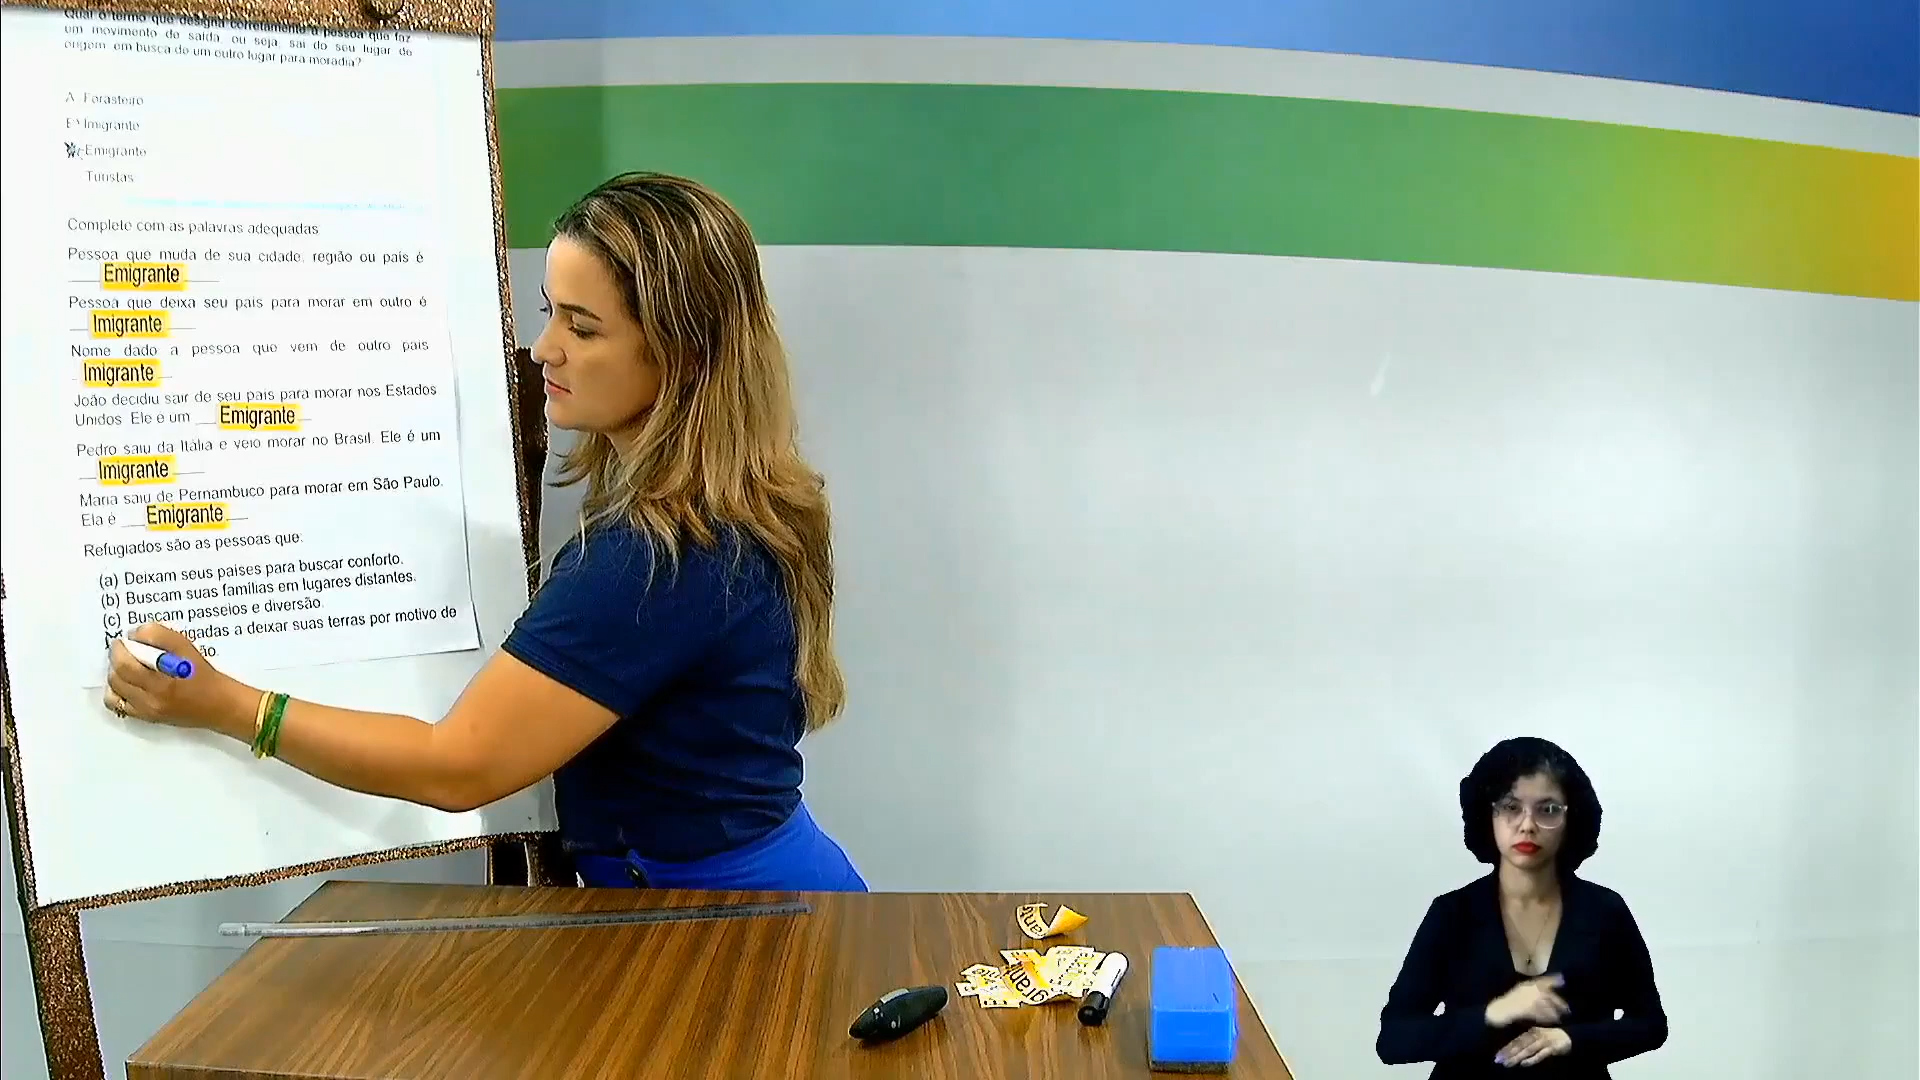 Qual o termo que designa corretamente a pessoa que faz
um movimento de saída, ou seja, sai do seu lugar de
origem em busca de um outro lugar para moradia?
A Forasteiro
Imigrante
Emigrante
Turistas
Complete com as palavras adequadas
Pessoa que muda de sua cidade, região ou país é
Emigrante
Pessoa que deixa seu país para morar em outro é
Imigrante
Nome dado a pessoa que vem de outro país
Imigrante
João decidiu sair de seu país para morar nos Estados
Unidos. Ele é um Emigrante
Pedro saiu da Itália e veio morar no Brasil. Ele é um
Imigrante
Maria saiu de Pernambuco para morar em São Paulo.
Ela é Emigrante
Refugiados são as pessoas que:
(a) Deixam seus países para buscar conforto.
(b) Buscam suas famílias em lugares distantes.
(c) Buscam passeios e diversão.
rigadas a deixar suas terras por motivo de
ão.